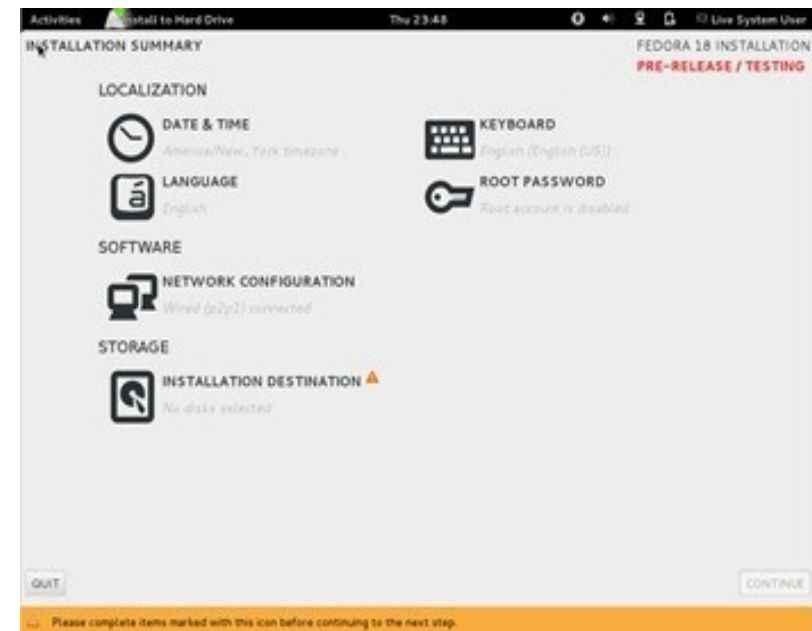 Activities
Install to Hard Drive
Thu 23:48
Live System User
INSTALLATION SUMMARY
FEDORA 18 INSTALLATION
PRE-RELEASE / TESTING
LOCALIZATION
DATE & TIME
America/New_York timezone
KEYBOARD
English (English (US))
LANGUAGE
English
ROOT PASSWORD
Root account is disabled
SOFTWARE
NETWORK CONFIGURATION
Wired (p2p1) connected
STORAGE
INSTALLATION DESTINATION
No disks selected
QUIT
CONTINUE
Please complete items marked with this icon before continuing to the next step.